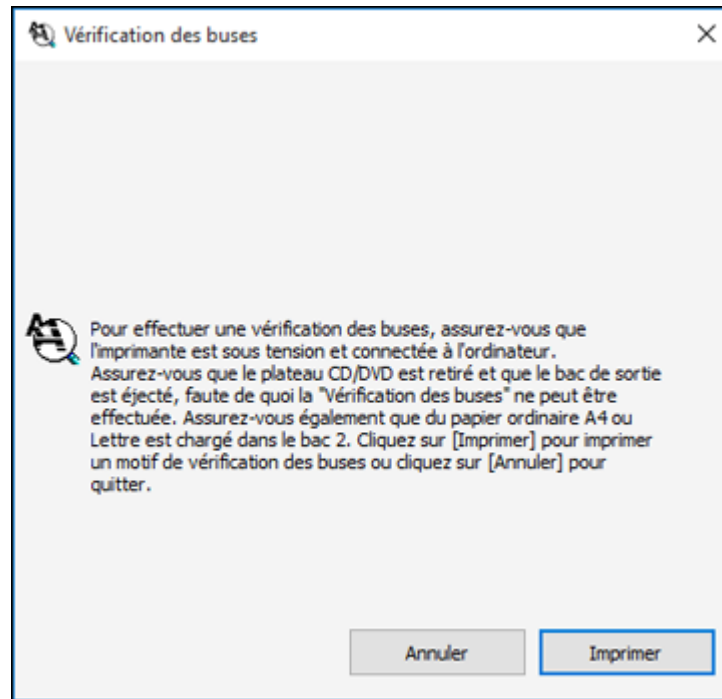 Vérification des buses
Pour effectuer une vérification des buses, assurez-vous que
l'imprimante est sous tension et connectée à l'ordinateur.
Assurez-vous que le plateau CD/DVD est retiré et que le bac de sortie
est éjecté, faute de quoi la "Vérification des buses" ne peut être
effectuée. Assurez-vous également que du papier ordinaire A4 ou
Lettre est chargé dans le bac 2. Cliquez sur [Imprimer] pour imprimer
un motif de vérification des buses ou cliquez sur [Annuler] pour
quitter.
Annuler
Imprimer